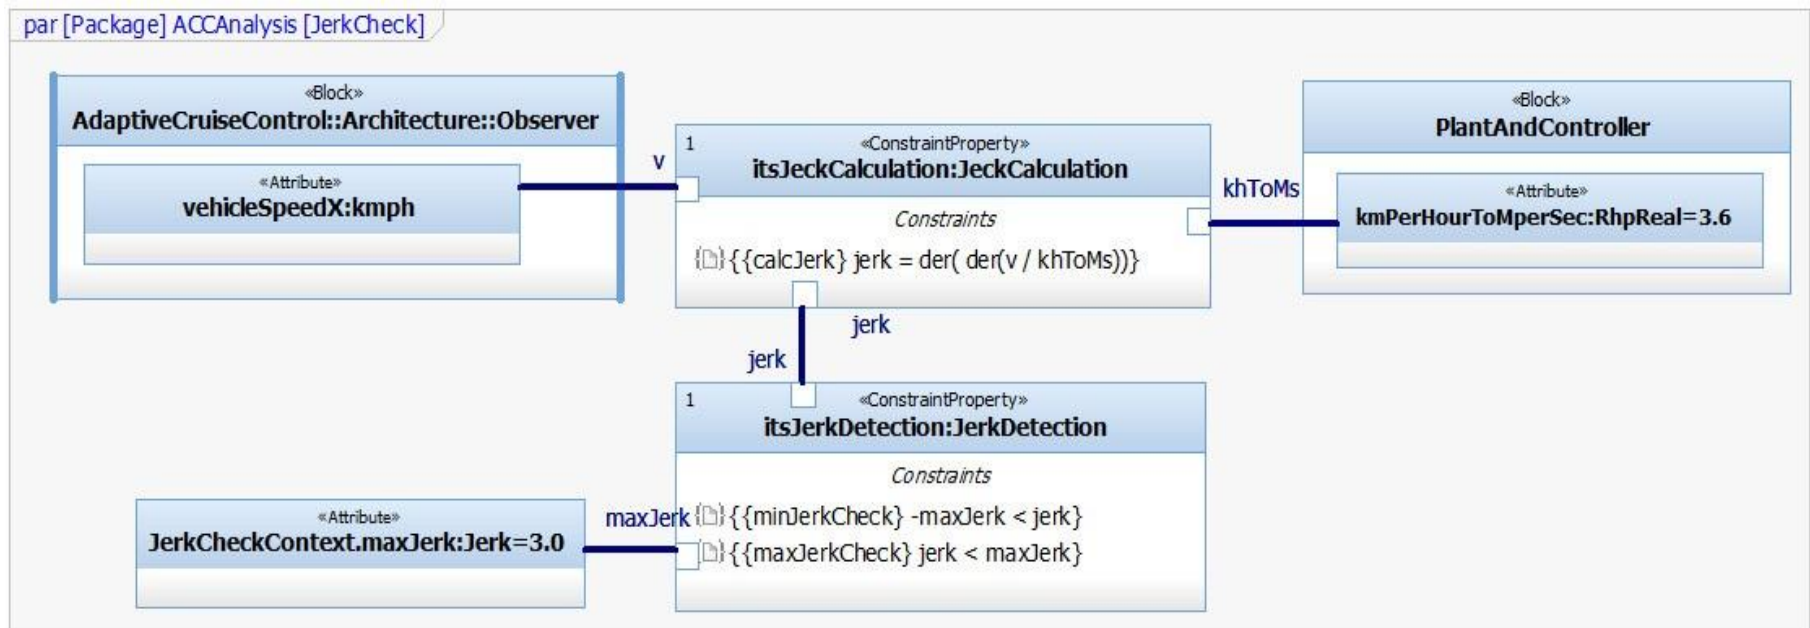 par [Package] ACCAnalysis [JerkCheck]
«Block»
AdaptiveCruiseControl::Architecture::Observer
«Attribute»
vehicleSpeedX:kmph
v
1
«ConstraintProperty»
itsJeckCalculation:JeckCalculation
Constraints
{{calcJerk} jerk = der( der(v / khToMs))}
khToMs
«Block»
PlantAndController
«Attribute»
kmPerHourToMperSec:RhpReal=3.6
jerk
jerk
1
«ConstraintProperty»
itsJerkDetection:JerkDetection
Constraints
{{minJerkCheck} -maxJerk < jerk}
{{maxJerkCheck} jerk < maxJerk}
maxJerk
«Attribute»
JerkCheckContext.maxJerk:Jerk=3.0